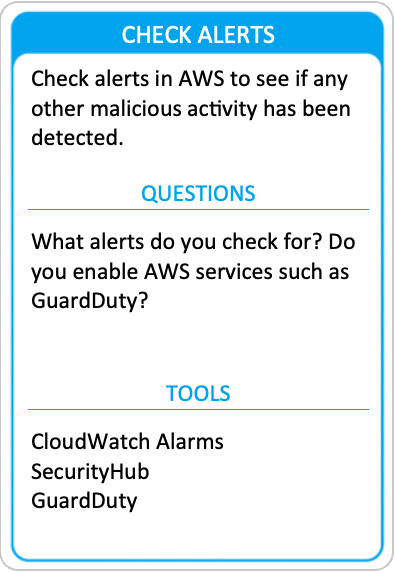 CHECK ALERTS
Check alerts in AWS to see if any
other malicious activity has been
detected.
QUESTIONS
What alerts do you check for? Do
you enable AWS services such as
GuardDuty?
TOOLS
CloudWatch Alarms
SecurityHub
GuardDuty